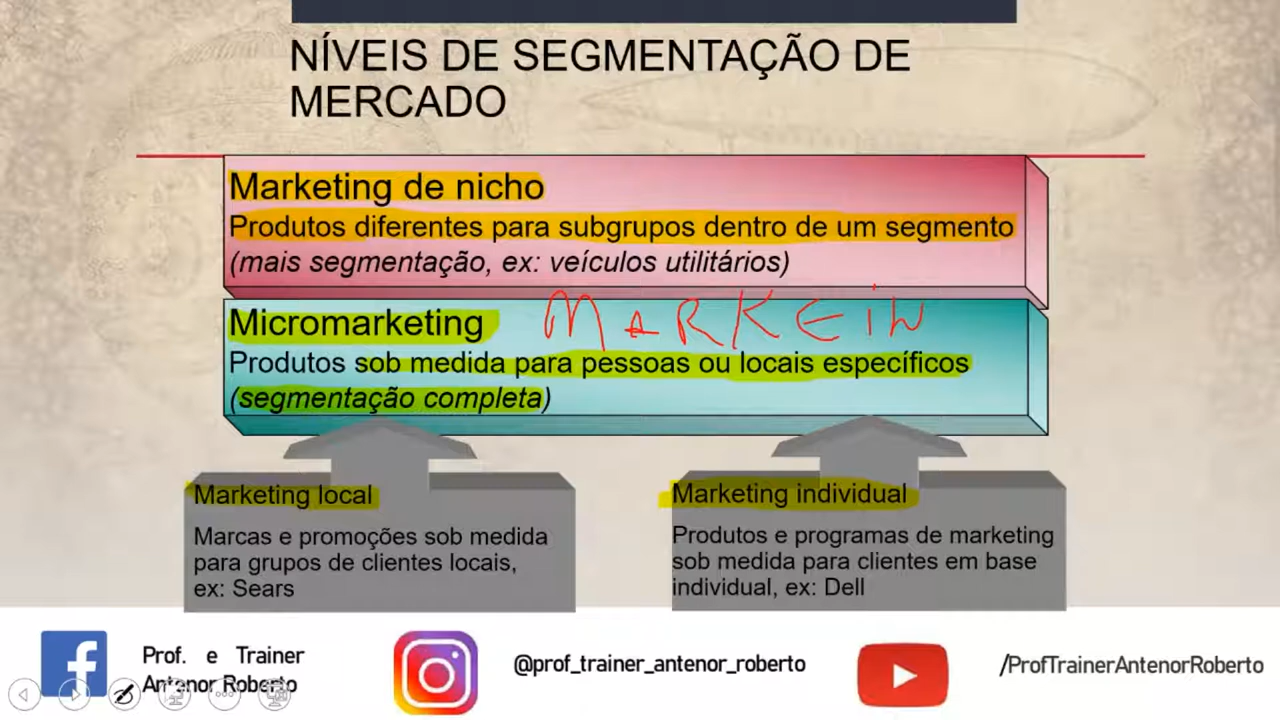 NÍVEIS DE SEGMENTAÇÃO DE
MERCADO
Marketing de nicho
Produtos diferentes para subgrupos dentro de um segmento
(mais segmentação, ex: veículos utilitários)
Micromarketing MARKEiN
Produtos sob medida para pessoas ou locais específicos
(segmentação completa)
Marketing local
Marcas e promoções sob medida
para grupos de clientes locais,
ex: Sears
Marketing individual
Produtos e programas de marketing
sob medida para clientes em base
individual, ex: Dell
Prof. e Trainer
Antenor Roberto
@prof_trainer_antenor_roberto
/ProfTrainerAntenorRoberto